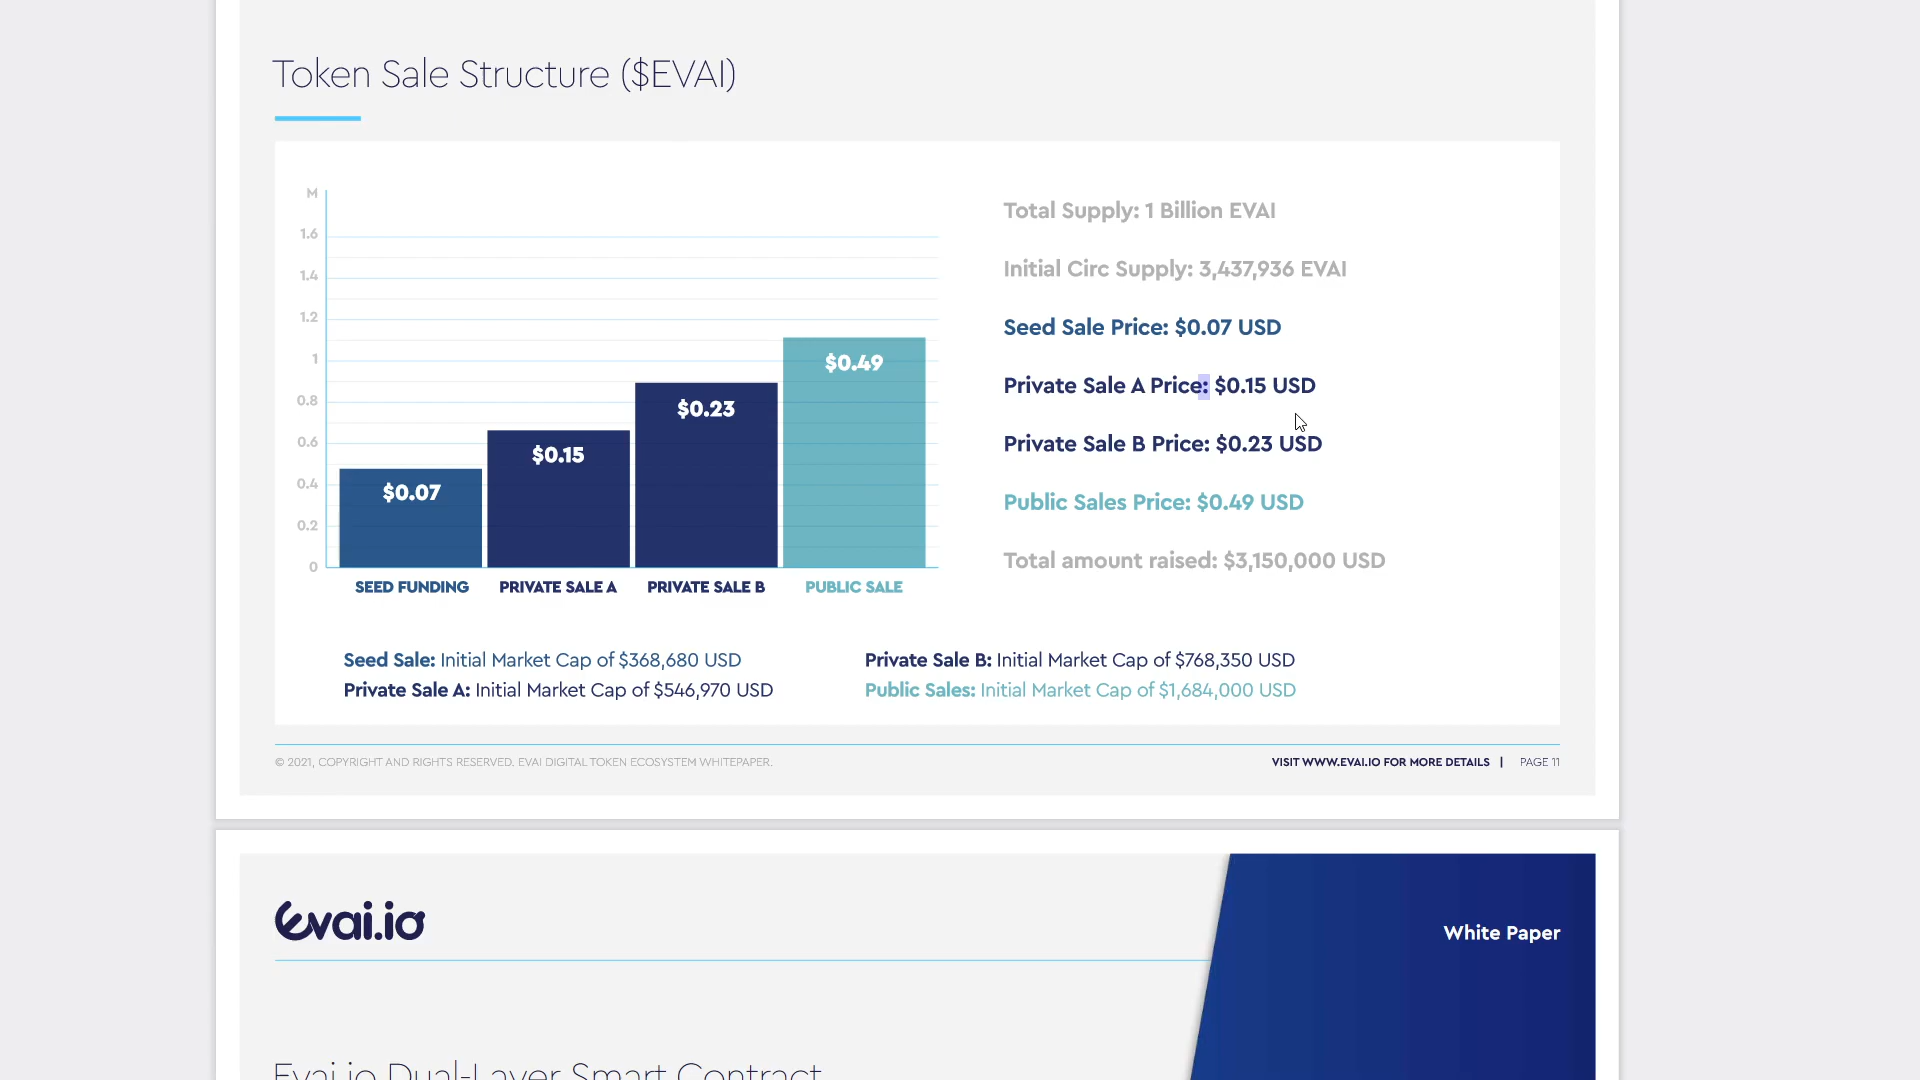 Token Sale Structure ($EVAI)
M
1.6
1.4
1.2
1
0.8
0.6
0.4
0.2
0
$0.07
$0.15
$0.23
$0.49
SEED FUNDING
PRIVATE SALE A
PRIVATE SALE B
PUBLIC SALE
Total Supply: 1 Billion EVAI
Initial Circ Supply: 3,437,936 EVAI
Seed Sale Price: $0.07 USD
Private Sale A Price: $0.15 USD
Private Sale B Price: $0.23 USD
Public Sales Price: $0.49 USD
Total amount raised: $3,150,000 USD
Seed Sale: Initial Market Cap of $368,680 USD
Private Sale A: Initial Market Cap of $546,970 USD
Private Sale B: Initial Market Cap of $768,350 USD
Public Sales: Initial Market Cap of $1,684,000 USD
© 2021, COPYRIGHT AND RIGHTS RESERVED. EVAI DIGITAL TOKEN ECOSYSTEM WHITEPAPER.
VISIT WWW.EVAI.IO FOR MORE DETAILS | PAGE 11
Evai.io
White Paper
Evai.io Dual-Layer Smart Contract